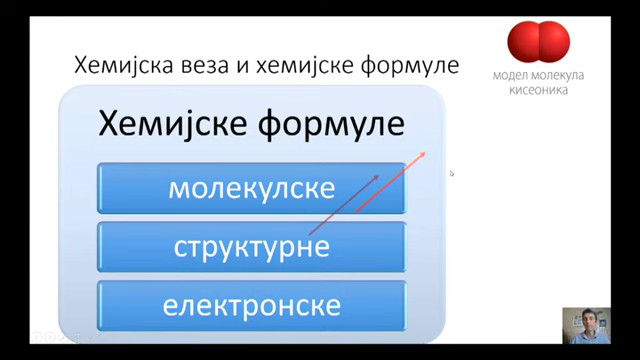 Хемијска веза и хемијске формуле
модел молекула
кисеоника
Хемијске формуле
молекулске
структурне
електронске